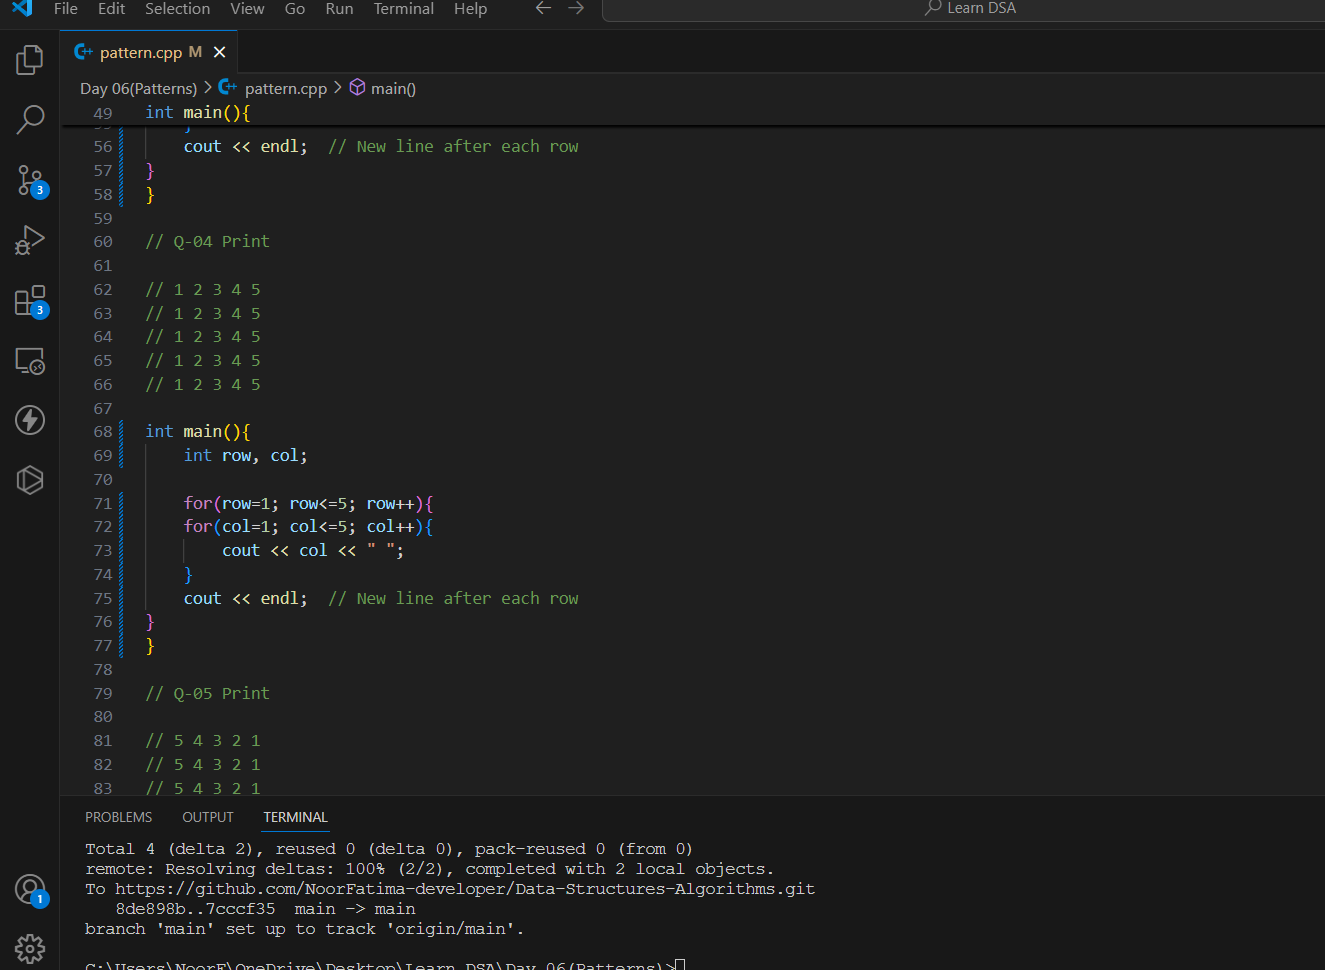 File Edit Selection View Go Run Terminal Help Learn DSA
pattern.cpp M
Day 06(Patterns) > pattern.cpp > main()
49 int main(){
}
56 cout << endl; // New line after each row
57 }
58 }
59
60 // Q-04 Print
61
62 // 1 2 3 4 5
63 // 1 2 3 4 5
64 // 1 2 3 4 5
65 // 1 2 3 4 5
66 // 1 2 3 4 5
67
68 int main(){
69 int row, col;
70
71 for(row=1; row<=5; row++){
72 for(col=1; col<=5; col++){
73 cout << col << " ";
74 }
75 cout << endl; // New line after each row
76 }
77 }
78
79 // Q-05 Print
80
81 // 5 4 3 2 1
82 // 5 4 3 2 1
83 // 5 4 3 2 1
3
3
1
PROBLEMS OUTPUT TERMINAL
Total 4 (delta 2), reused 0 (delta 0), pack-reused 0 (from 0)
remote: Resolving deltas: 100% (2/2), completed with 2 local objects.
To https://github.com/NoorFatima-developer/Data-Structures-Algorithms.git
8de898b..7cccf35 main -> main
branch 'main' set up to track 'origin/main'.
C:\Users\NoorF\OneDrive\Desktop\Learn DSA\Day 06(Patterns)>